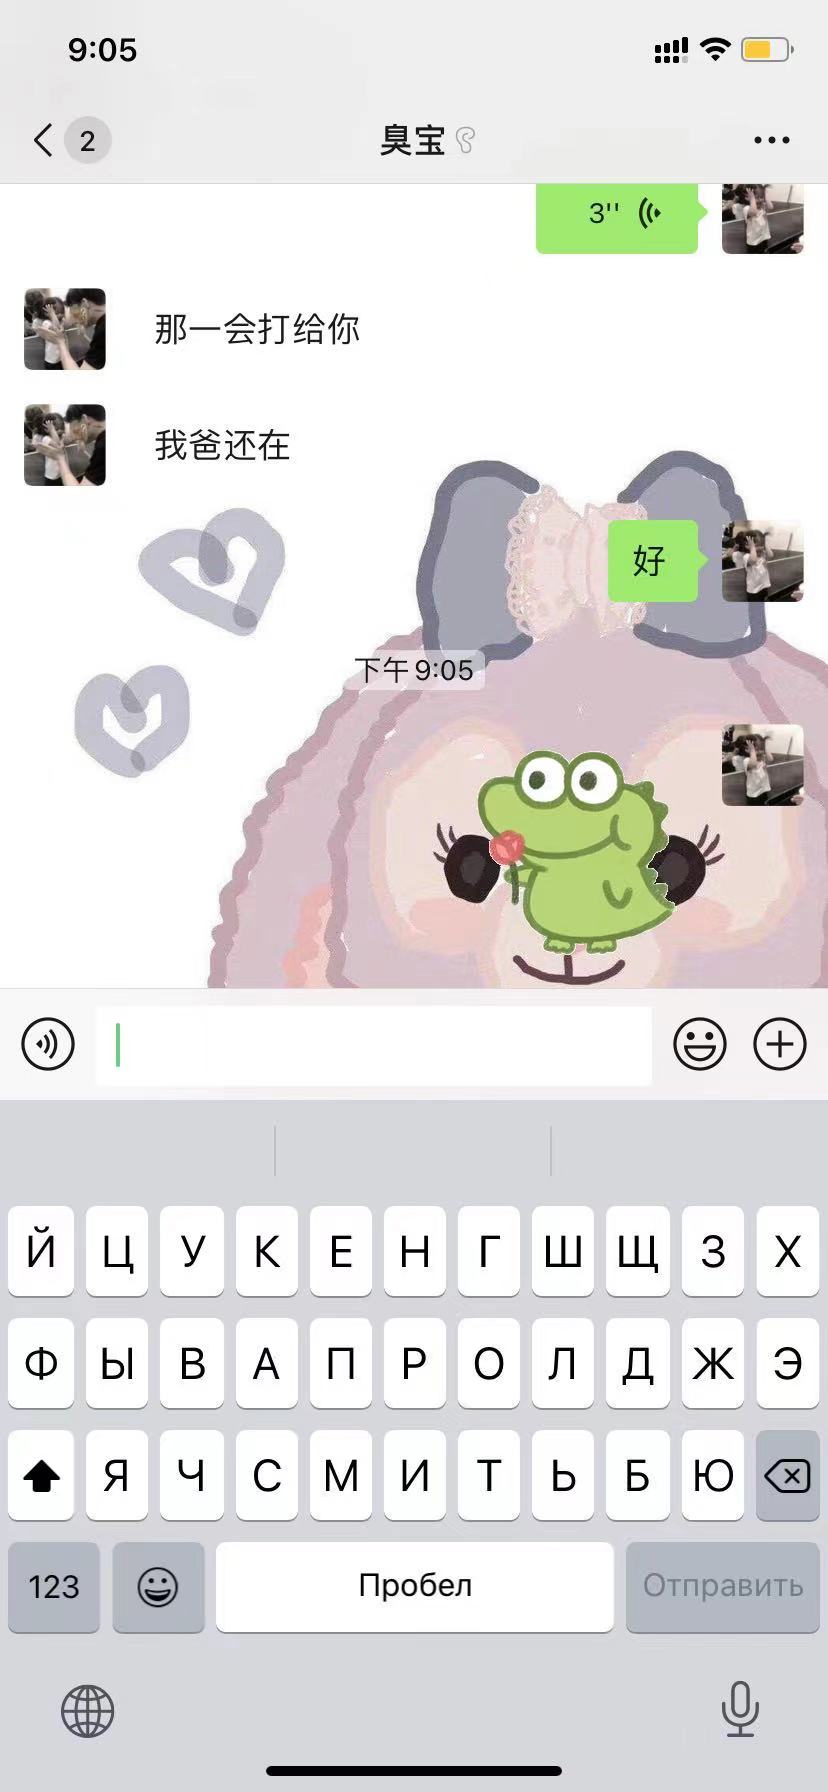 9:05
2
臭宝
3''
那一会打给你
我爸还在
好
下午 9:05
Й Ц У К Е Н Г Ш Щ З Х
Ф Ы В А П Р О Л Д Ж Э
Я Ч С М И Т Ь Б Ю
123 Пробел Отправить